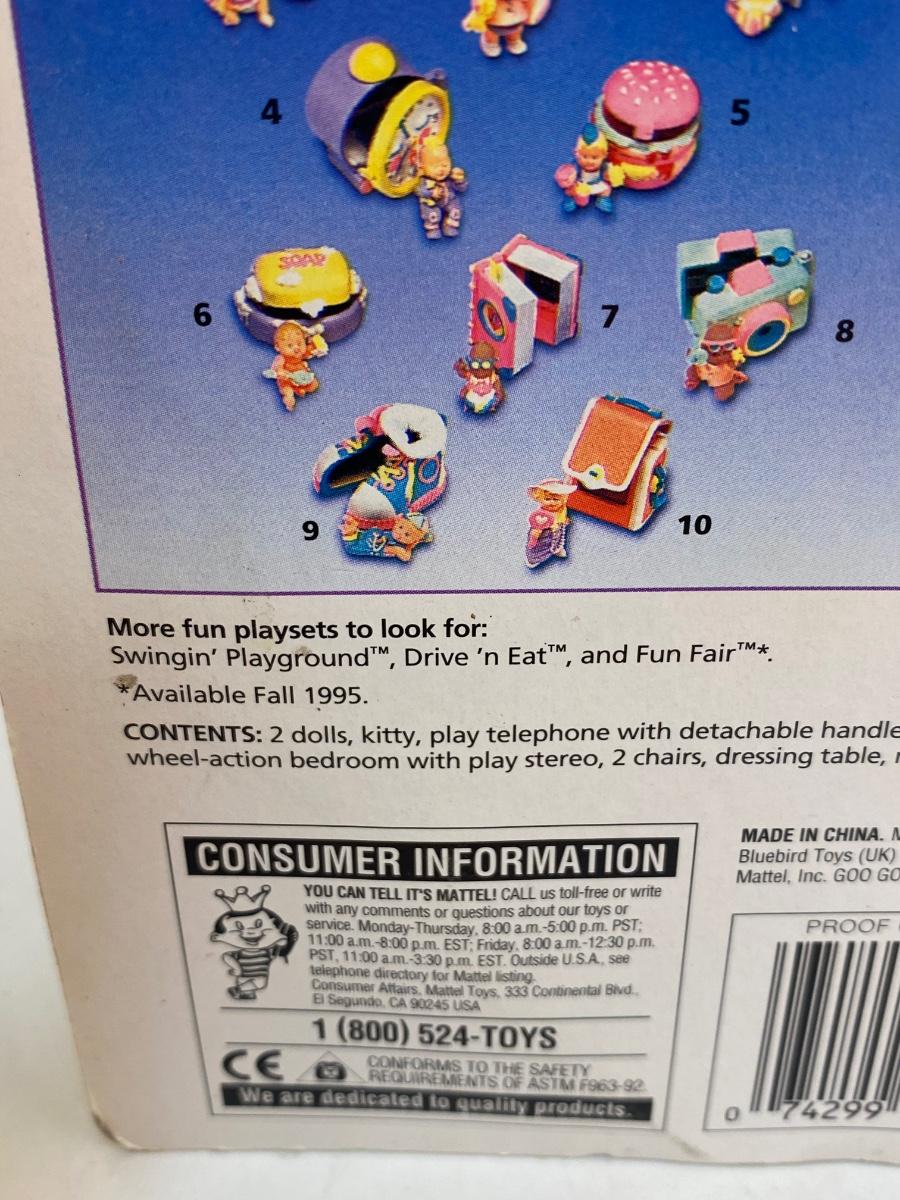 4
5
SOAP
6
7
8
9
10
More fun playsets to look for:
Swingin' Playground™, Drive 'n Eat™, and Fun Fair™*.
*Available Fall 1995.
CONTENTS: 2 dolls, kitty, play telephone with detachable handle
wheel-action bedroom with play stereo, 2 chairs, dressing table,
CONSUMER INFORMATION
YOU CAN TELL IT'S MATTEL! CALL us toll-free or write
with any comments or questions about our toys or
service. Monday-Thursday, 8:00 a.m.-5:00 p.m. PST;
11:00 a.m.-8:00 p.m. EST; Friday, 8:00 a.m.-12:30 p.m.
PST, 11:00 a.m.-3:30 p.m. EST. Outside U.S.A., see
telephone directory for Mattel listing.
Consumer Affairs, Mattel Toys, 333 Continental Blvd.,
El Segundo, CA 90245 USA
1 (800) 524-TOYS
CE
CONFORMS TO THE SAFETY
REQUIREMENTS OF ASTM F963-92.
We are dedicated to quality products.
MADE IN CHINA.
Bluebird Toys (UK)
Mattel, Inc. GOO GO
PROOF
0 74299